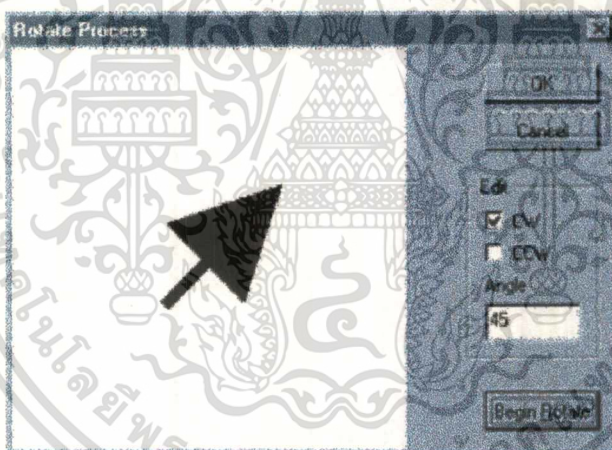 Rotate Process
OK
Cancel
Edit
CW
CCW
Angle
45
Begin Rotate